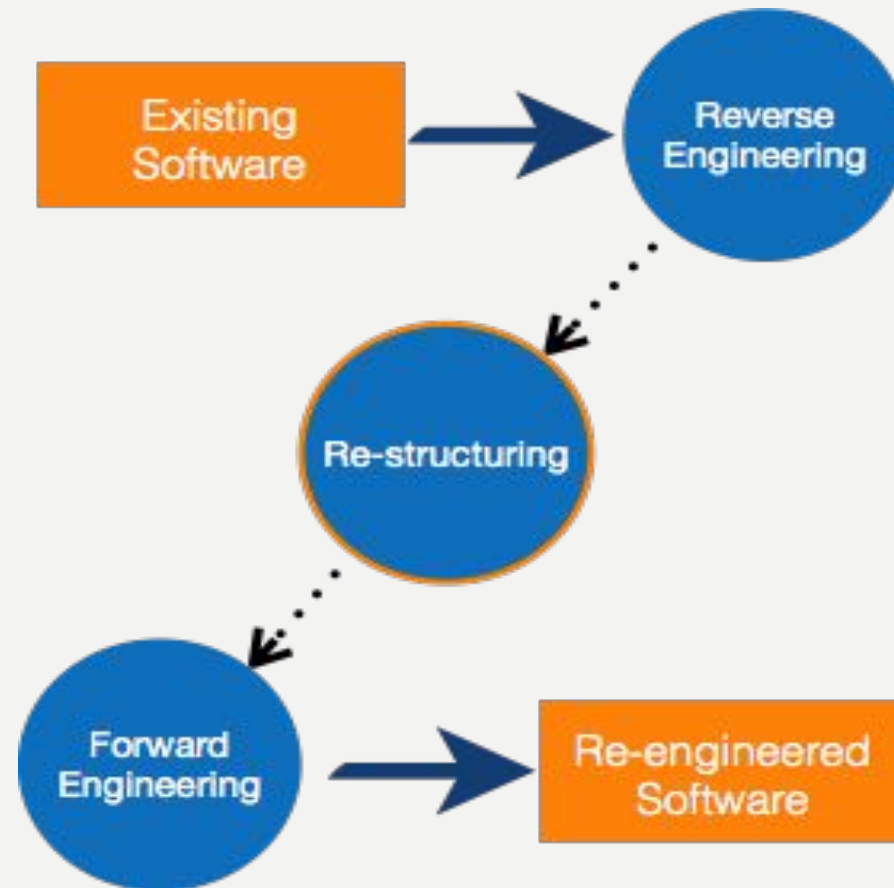 Existing
Software
Reverse
Engineering
Re-structuring
Forward
Engineering
Re-engineered
Software